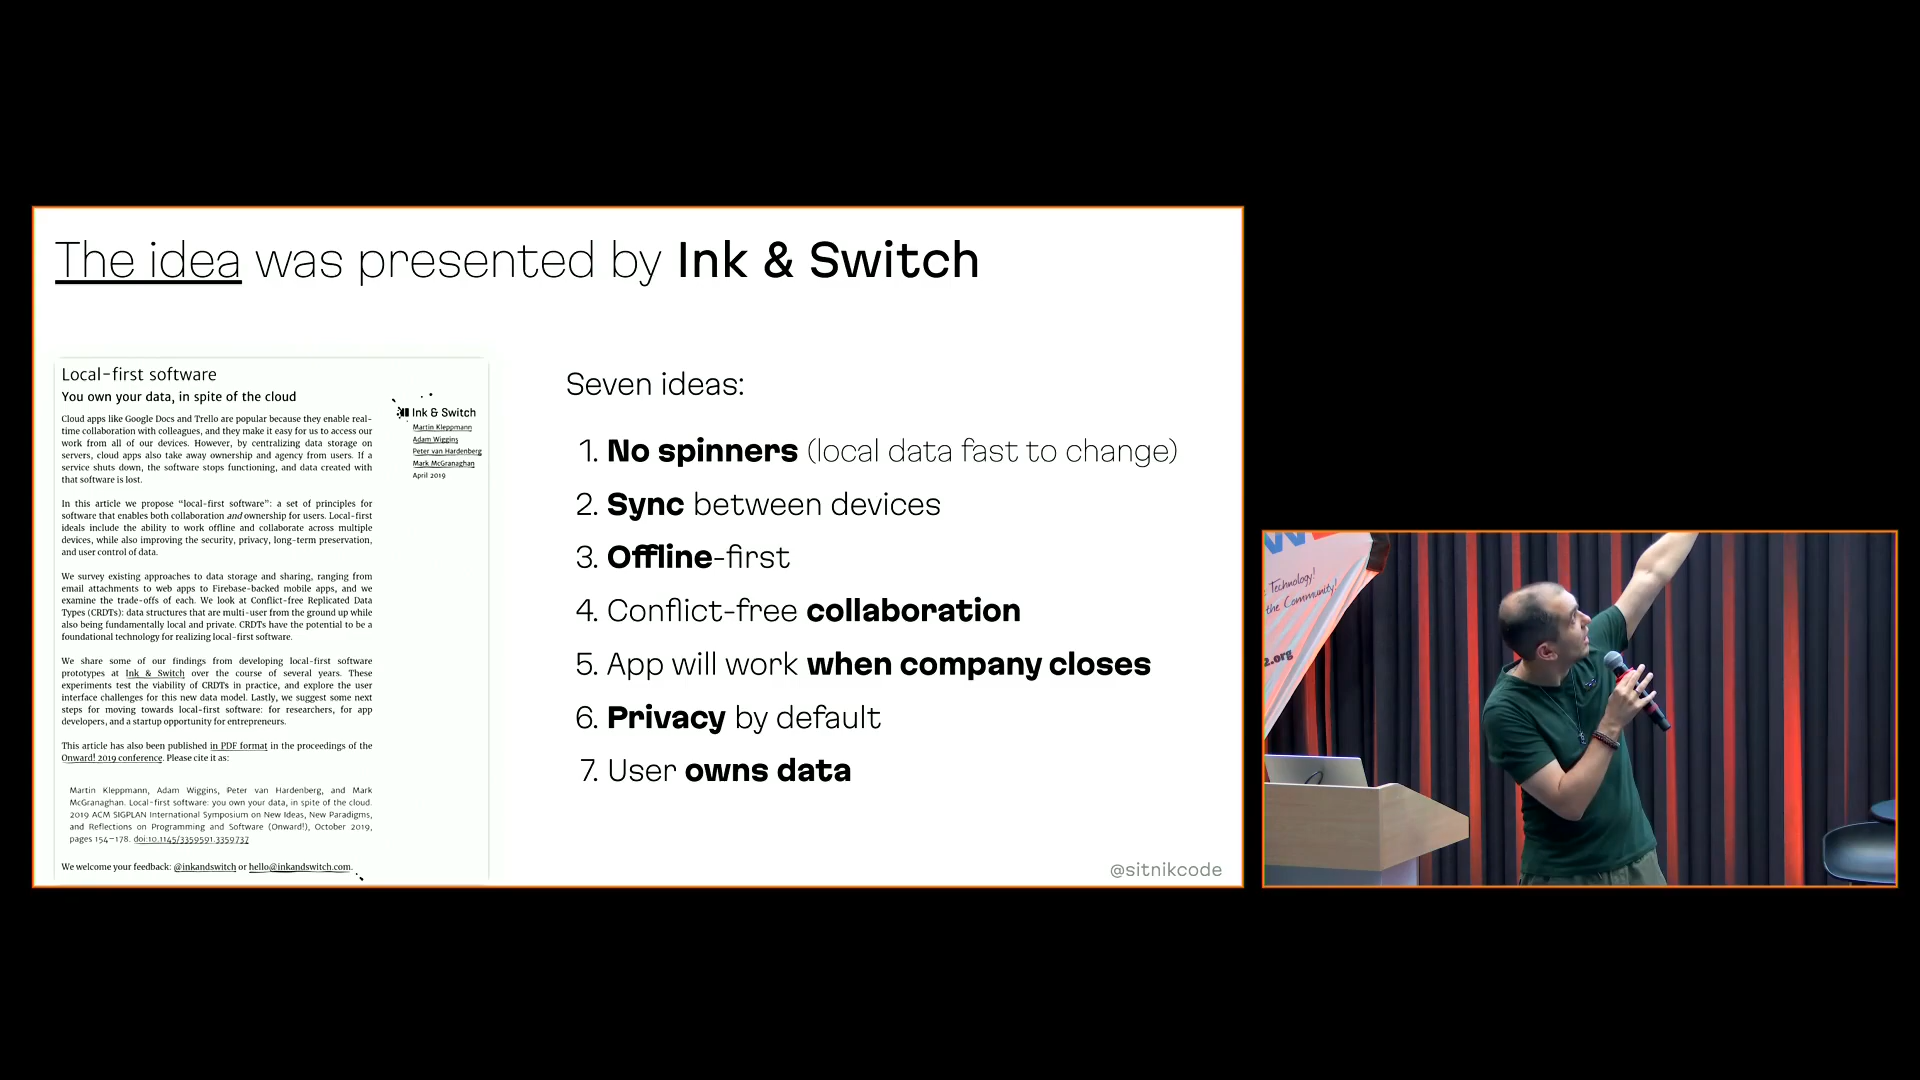 The idea was presented by Ink & Switch
Local-first software
You own your data, in spite of the cloud
Cloud apps like Google Docs and Trello are popular because they enable real-
time collaboration with colleagues, and they make it easy for us to access our
work from all of our devices. However, by centralizing data storage on
servers, cloud apps also take away ownership and agency from users. If a
service shuts down, the software stops functioning, and data created with
that software is lost.
In this article we propose “local-first software”: a set of principles for
software that enables both collaboration and ownership for users. Local-first
ideals include the ability to work offline and collaborate across multiple
devices, while also improving the security, privacy, long-term preservation,
and user control of data.
We survey existing approaches to data storage and sharing, ranging from
email attachments to web apps to Firebase-backed mobile apps, and we
examine the trade-offs of each. We look at Conflict-free Replicated Data
Types (CRDTs): data structures that are multi-user from the ground up while
also being fundamentally local and private. CRDTs have the potential to be a
foundational technology for realizing local-first software.
We share some of our findings from developing local-first software
prototypes at Ink & Switch over the course of several years. These
experiments test the viability of CRDTs in practice, and explore the user
interface challenges for this new data model. Lastly, we suggest some next
steps for moving towards local-first software: for researchers, for app
developers, and a startup opportunity for entrepreneurs.
This article has also been published in PDF format in the proceedings of the
Onward! 2019 conference. Please cite it as:
Martin Kleppmann, Adam Wiggins, Peter van Hardenberg, and Mark
McGranaghan. Local-first software: you own your data, in spite of the cloud.
2019 ACM SIGPLAN International Symposium on New Ideas, New Paradigms,
and Reflections on Programming and Software (Onward!), October 2019,
pages 154–178. doi:10.1145/3359591.3359737
We welcome your feedback: @inkandswitch or hello@inkandswitch.com.
Ink & Switch
Martin Kleppmann
Adam Wiggins
Peter van Hardenberg
Mark McGranaghan
April 2019
Seven ideas:
1. No spinners (local data fast to change)
2. Sync between devices
3. Offline-first
4. Conflict-free collaboration
5. App will work when company closes
6. Privacy by default
7. User owns data
@sitnikcode
Technology!
the Community!
2.org